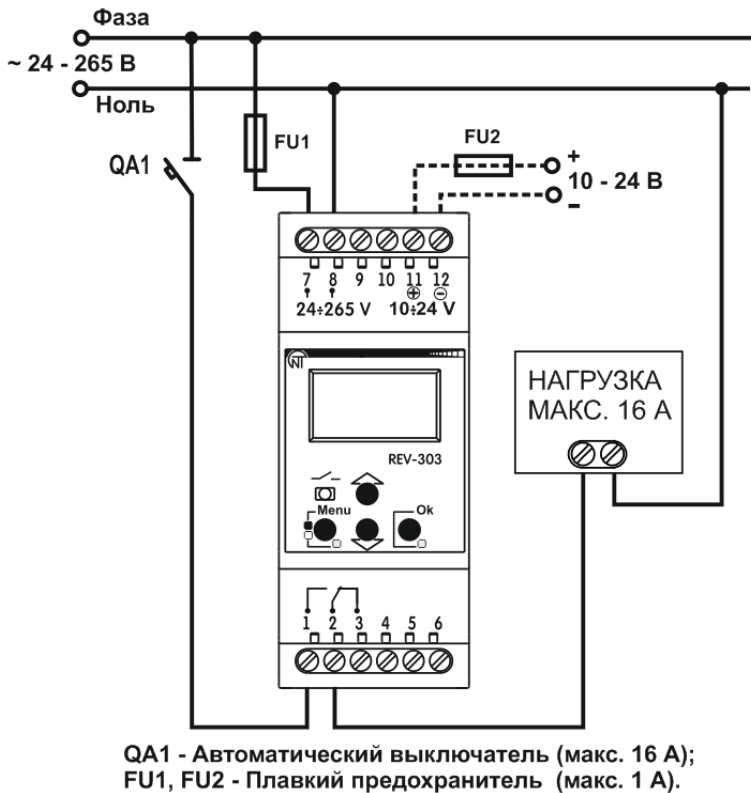 Фаза
~ 24 - 265 В
Ноль
QA1
FU1
FU2
+
10 - 24 В
-
7 8 9 10 11 12
24÷265 V 10÷24 V
NT
НАГРУЗКА
МАКС. 16 А
REV-303
Menu
Ok
1 2 3 4 5 6
QA1 - Автоматический выключатель (макс. 16 А);
FU1, FU2 - Плавкий предохранитель (макс. 1 А).